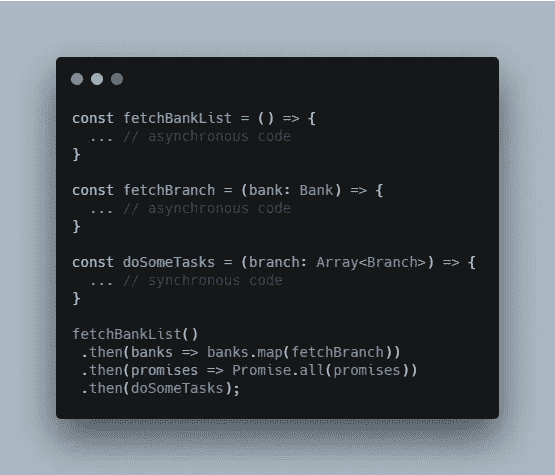 const fetchBankList = () => {
  ... // asynchronous code
}

const fetchBranch = (bank: Bank) => {
  ... // asynchronous code
}

const doSomeTasks = (branch: Array<Branch>) => {
  ... // synchronous code
}

fetchBankList()
 .then(banks => banks.map(fetchBranch))
 .then(promises => Promise.all(promises))
 .then(doSomeTasks);